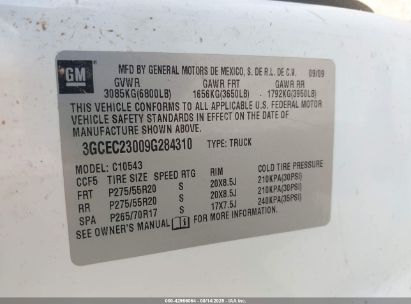 GM
MFD BY GENERAL MOTORS DE MEXICO, S. DE R.L. DE C.V. 09/09
GVWR GAWR FRT GAWR RR
3085KG(6800LB) 1656KG(3650LB) 1792KG(3950LB)
THIS VEHICLE CONFORMS TO ALL APPLICABLE U.S. FEDERAL MOTOR
VEHICLE SAFETY STANDARDS IN EFFECT ON THE DATE OF
MANUFACTURE SHOWN ABOVE.
3GCEC23009G284310 TYPE: TRUCK
MODEL: C10543
CCF5 TIRE SIZE SPEED RTG RIM COLD TIRE PRESSURE
FRT P275/55R20 S 20X8.5J 210KPA(30PSI)
RR P275/55R20 S 20X8.5J 210KPA(30PSI)
SPA P265/70R17 S 17X7.5J 240KPA(35PSI)
SEE OWNER'S MANUAL FOR MORE INFORMATION.